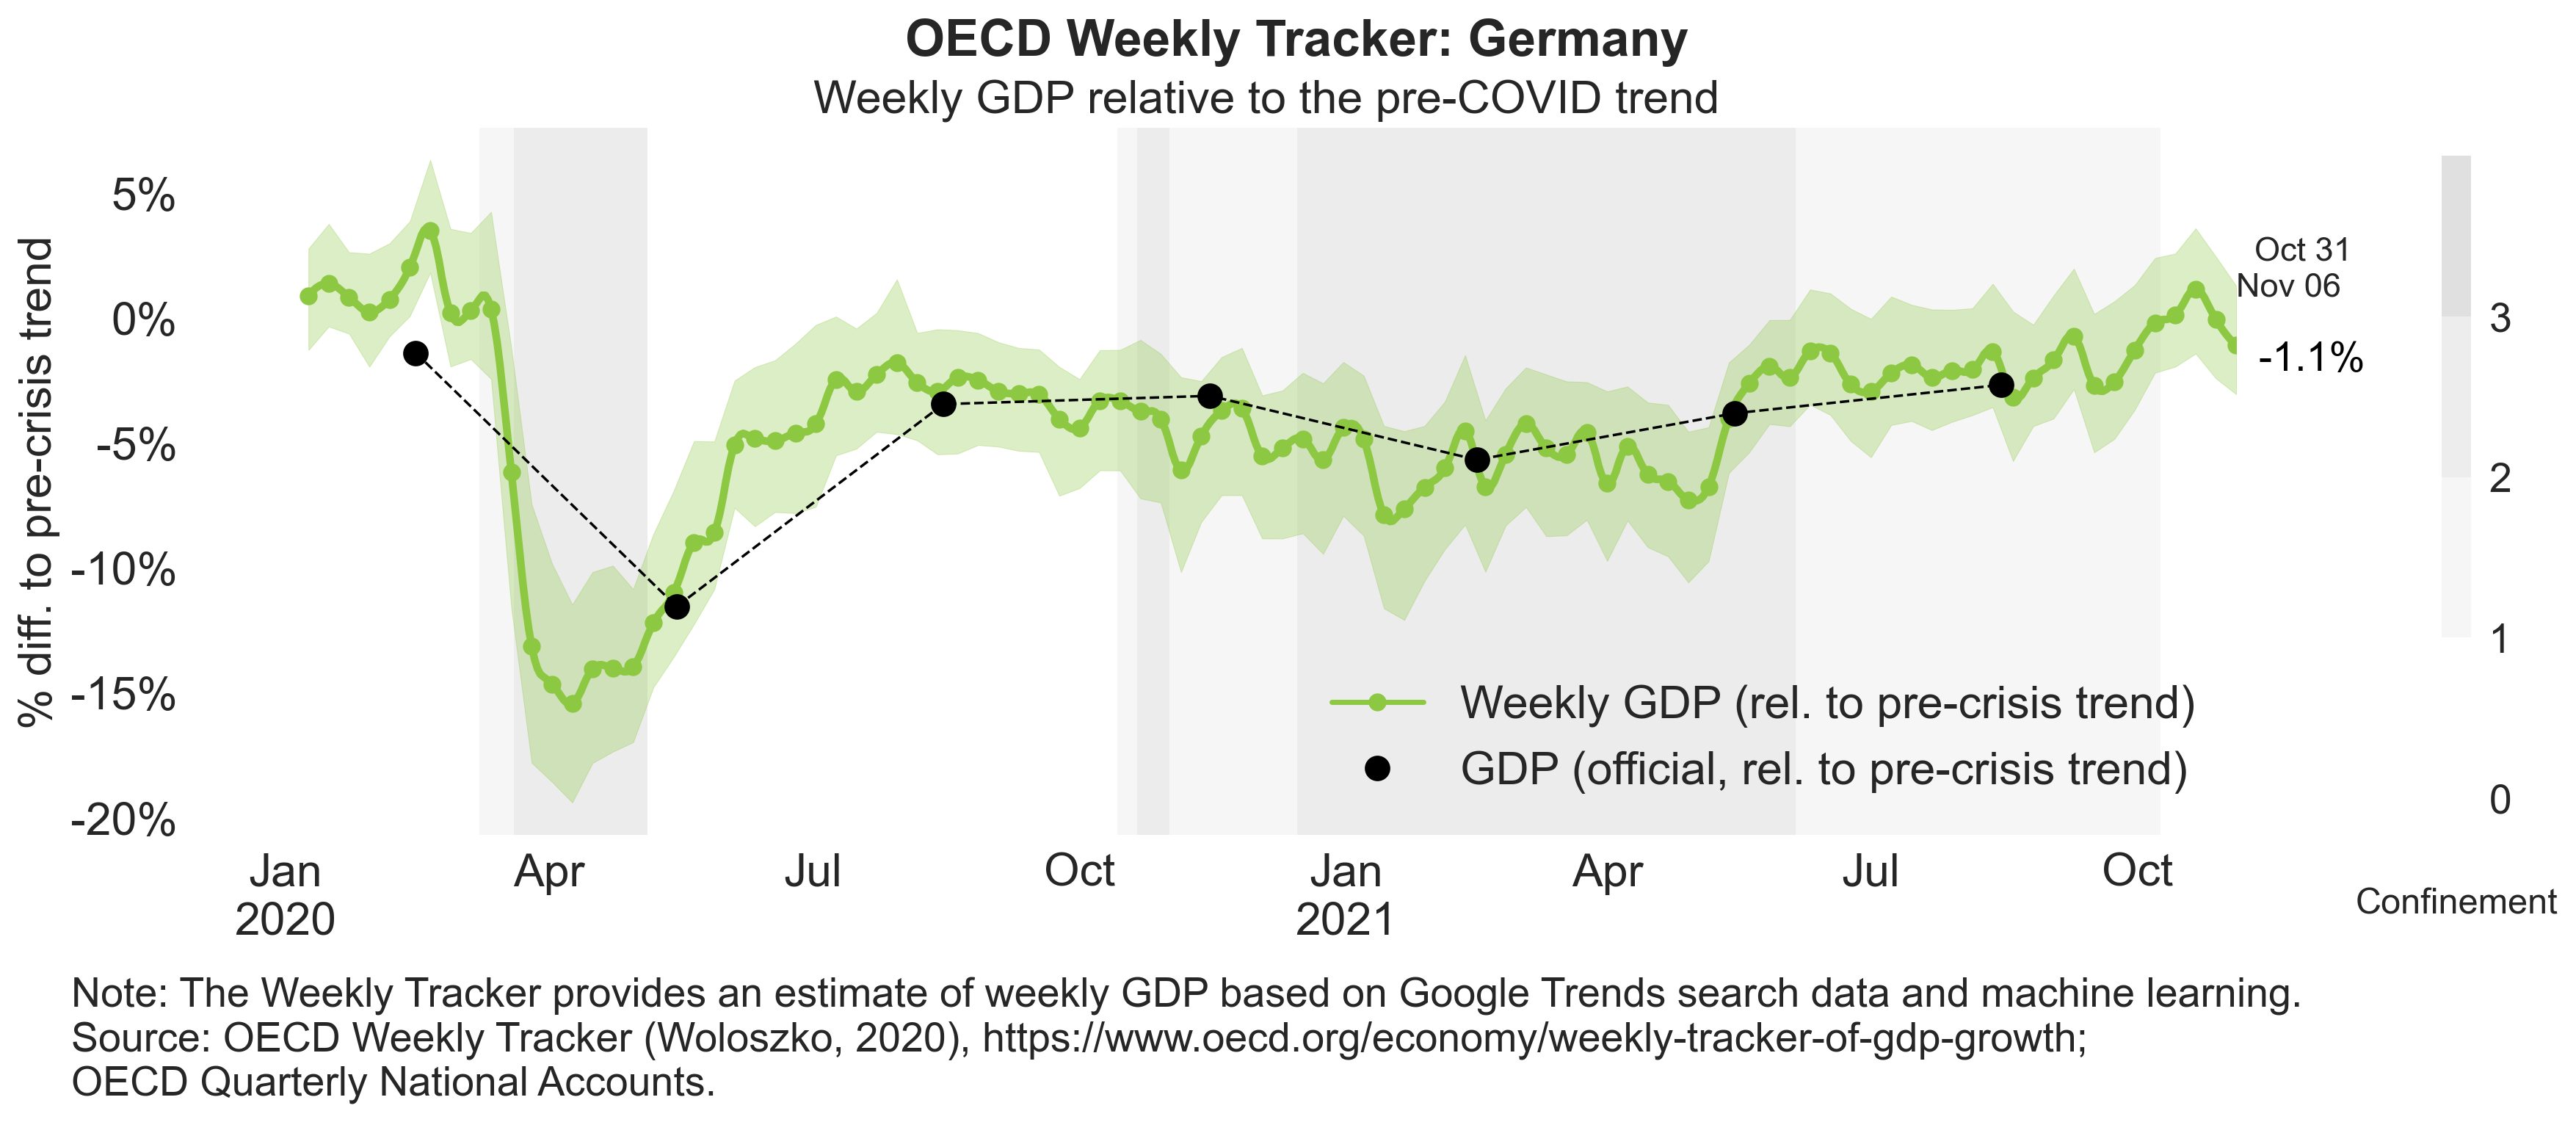 OECD Weekly Tracker: Germany
Weekly GDP relative to the pre-COVID trend
% diff. to pre-crisis trend
5%
0%
-5%
-10%
-15%
-20%
Oct 31
Nov 06
-1.1%
3
2
1
0
Confinement
Weekly GDP (rel. to pre-crisis trend)
GDP (official, rel. to pre-crisis trend)
Jan Apr Jul Oct Jan Apr Jul Oct
2020 2021
Note: The Weekly Tracker provides an estimate of weekly GDP based on Google Trends search data and machine learning.
Source: OECD Weekly Tracker (Woloszko, 2020), https://www.oecd.org/economy/weekly-tracker-of-gdp-growth;
OECD Quarterly National Accounts.